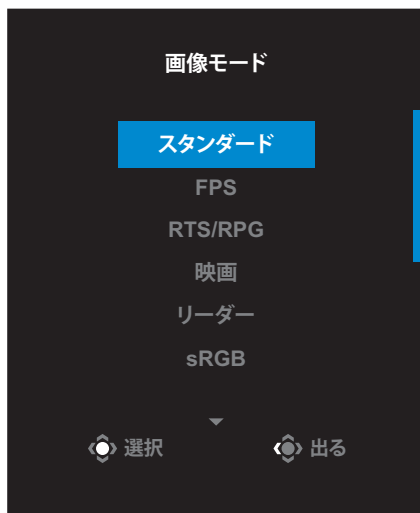 画像モード
スタンダード
FPS
RTS/RPG
映画
リーダー
sRGB
選択 出る